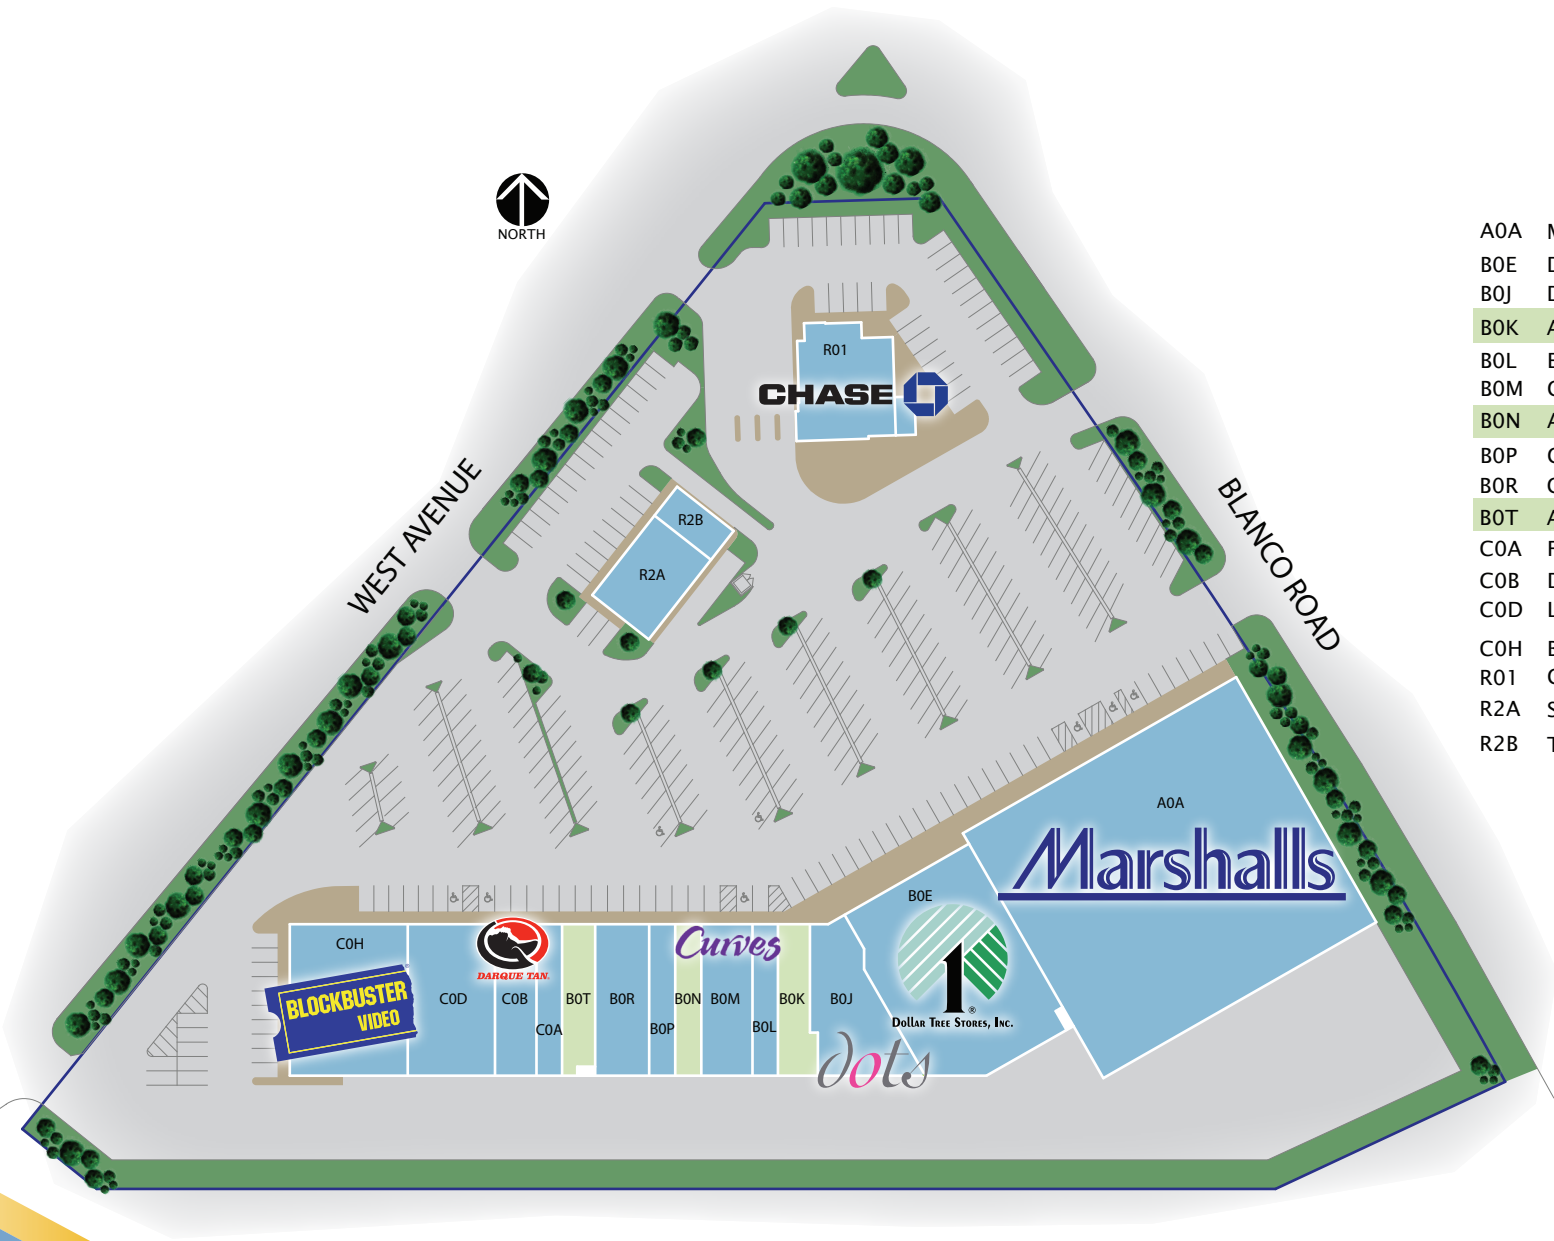 NORTH
WEST AVENUE
BLANCO ROAD
R01
CHASE
R2B
R2A
A0A
Marshalls
B0E
1
®
DOLLAR TREE STORES, INC.
C0H
BLOCKBUSTER
VIDEO
C0D
DARQUE TAN
C0B
C0A
B0T
B0R
B0P
Curves
B0N
B0M
B0L
B0K
B0J
dots
A0A M
B0E D
B0J D
B0K A
B0L
B0M C
B0N A
B0P C
B0R C
B0T A
C0A F
C0B D
C0D L
C0H
R01 C
R2A S
R2B T